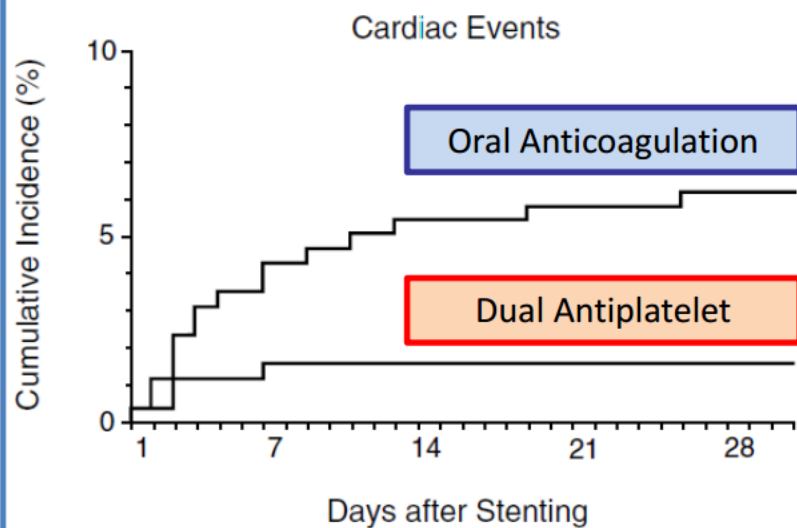 Cardiac Events
Cumulative Incidence (%)
10
5
0
Oral Anticoagulation
Dual Antiplatelet
1 7 14 21 28
Days after Stenting